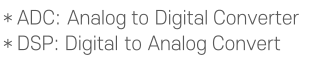 * ADC: Analog to Digital Converter
* DSP: Digital to Analog Convert